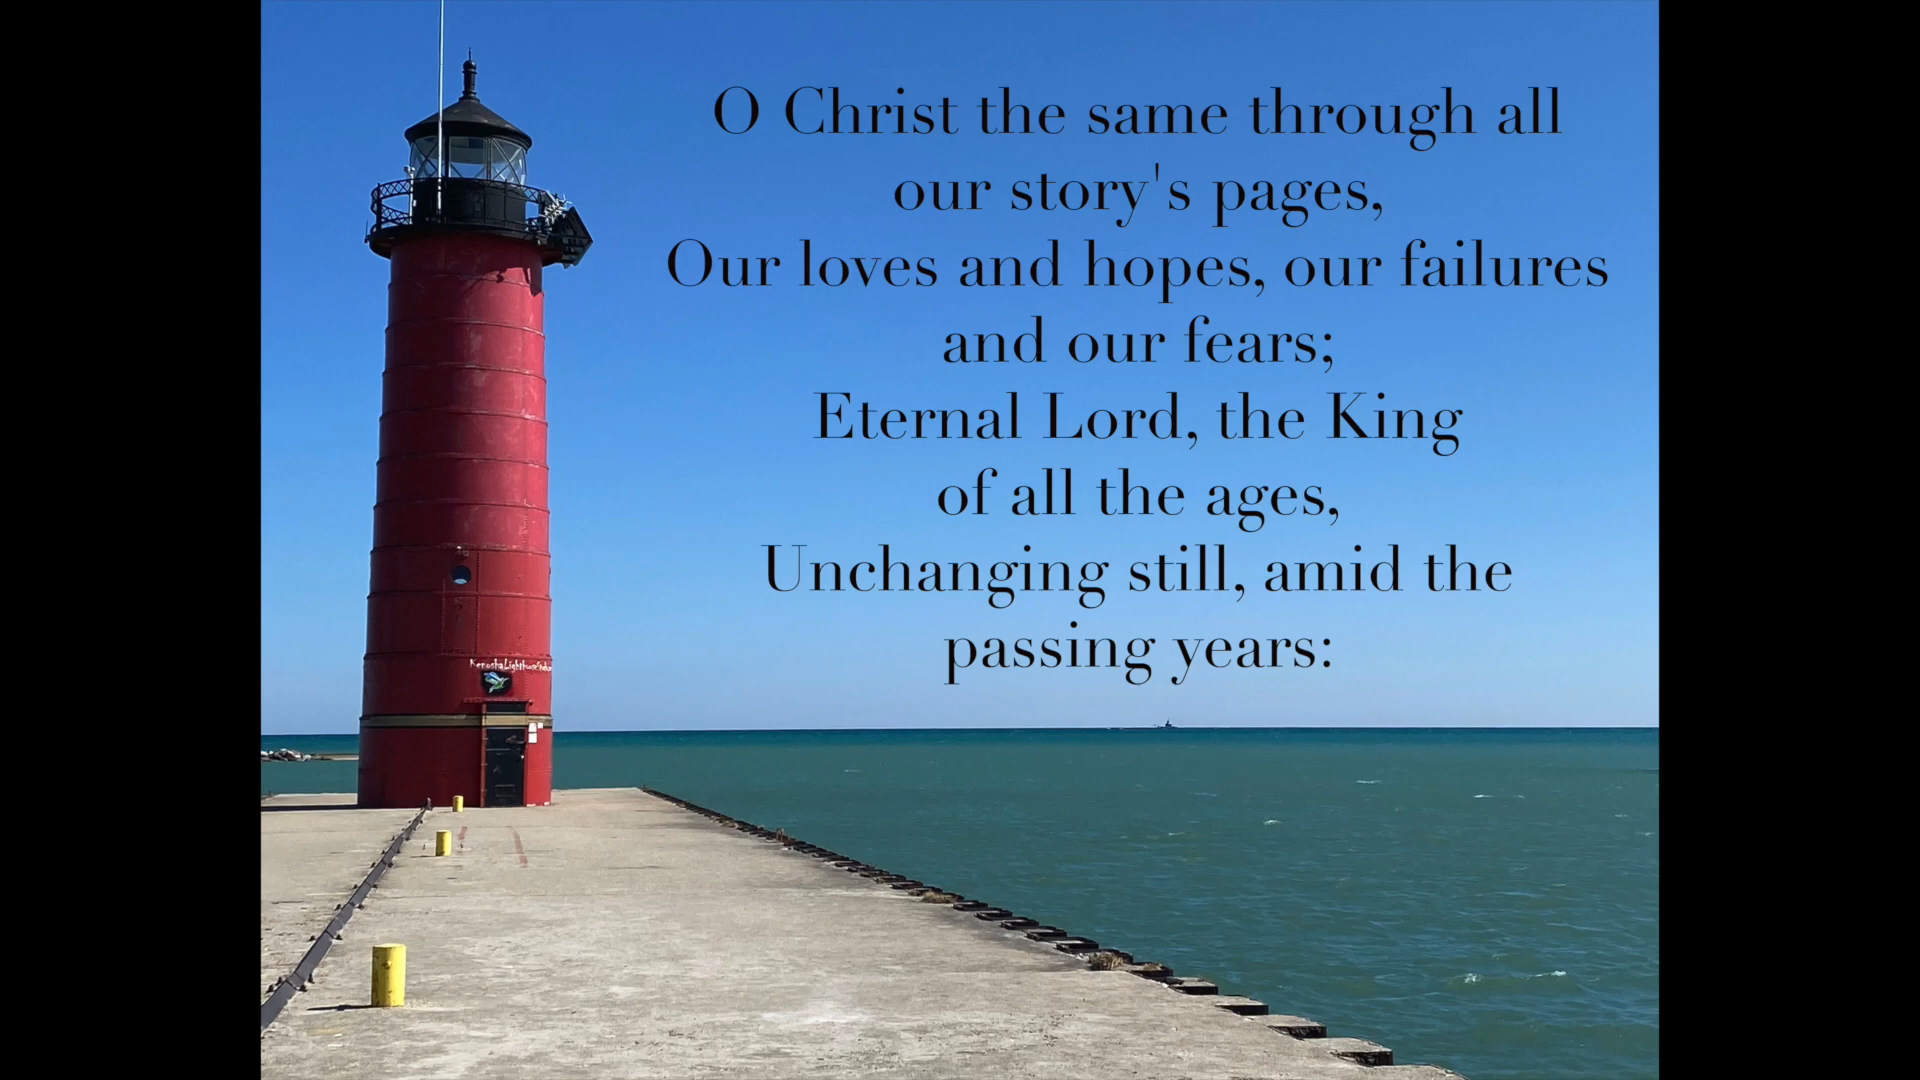 O Christ the same through all
our story's pages,
Our loves and hopes, our failures
and our fears;
Eternal Lord, the King
of all the ages,
Unchanging still, amid the
passing years: